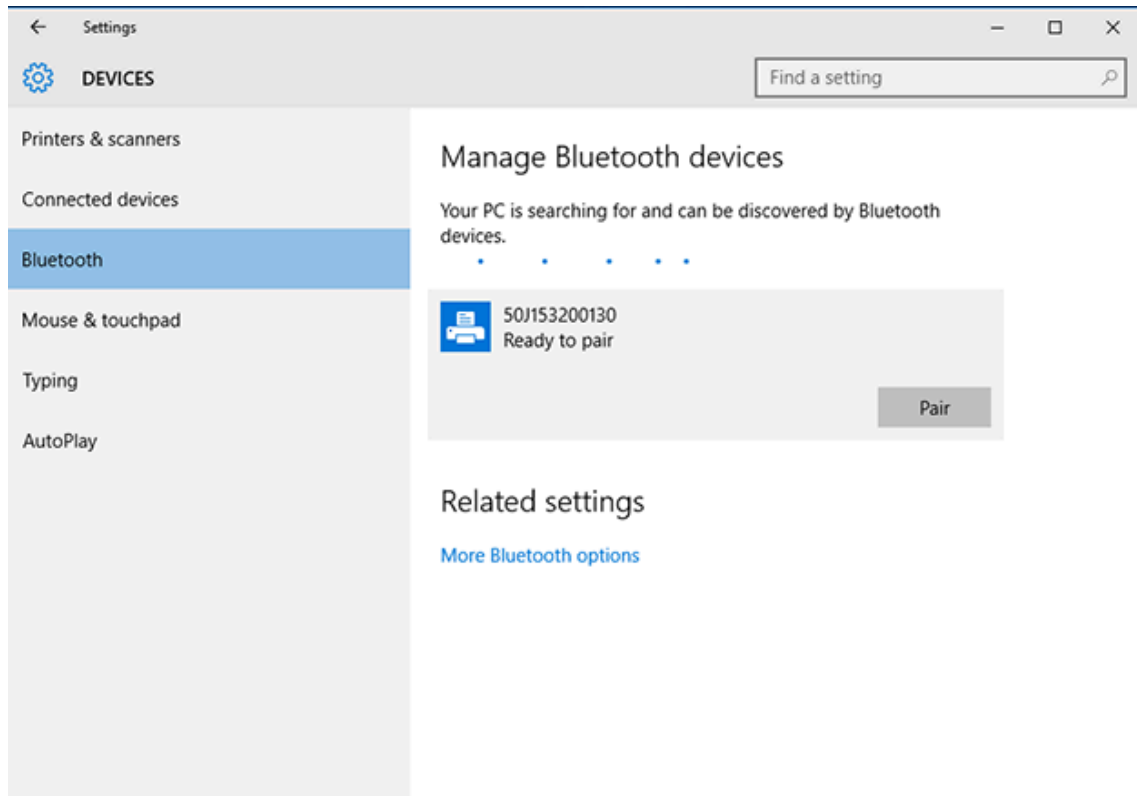 Settings
DEVICES
Find a setting
Printers & scanners
Connected devices
Bluetooth
Mouse & touchpad
Typing
AutoPlay
Manage Bluetooth devices
Your PC is searching for and can be discovered by Bluetooth
devices.
50J153200130
Ready to pair
Pair
Related settings
More Bluetooth options